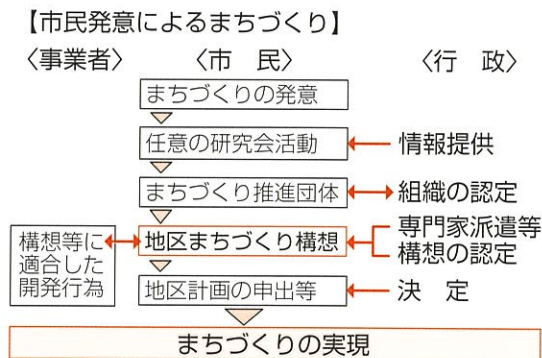 【市民発意によるまちづくり】
〈事業者〉 〈市 民〉 〈行 政〉
まちづくりの発意
任意の研究会活動 情報提供
まちづくり推進団体 組織の認定
構想等に適合した開発行為 地区まちづくり構想 専門家派遣等
構想の認定
地区計画の申出等 決 定
まちづくりの実現